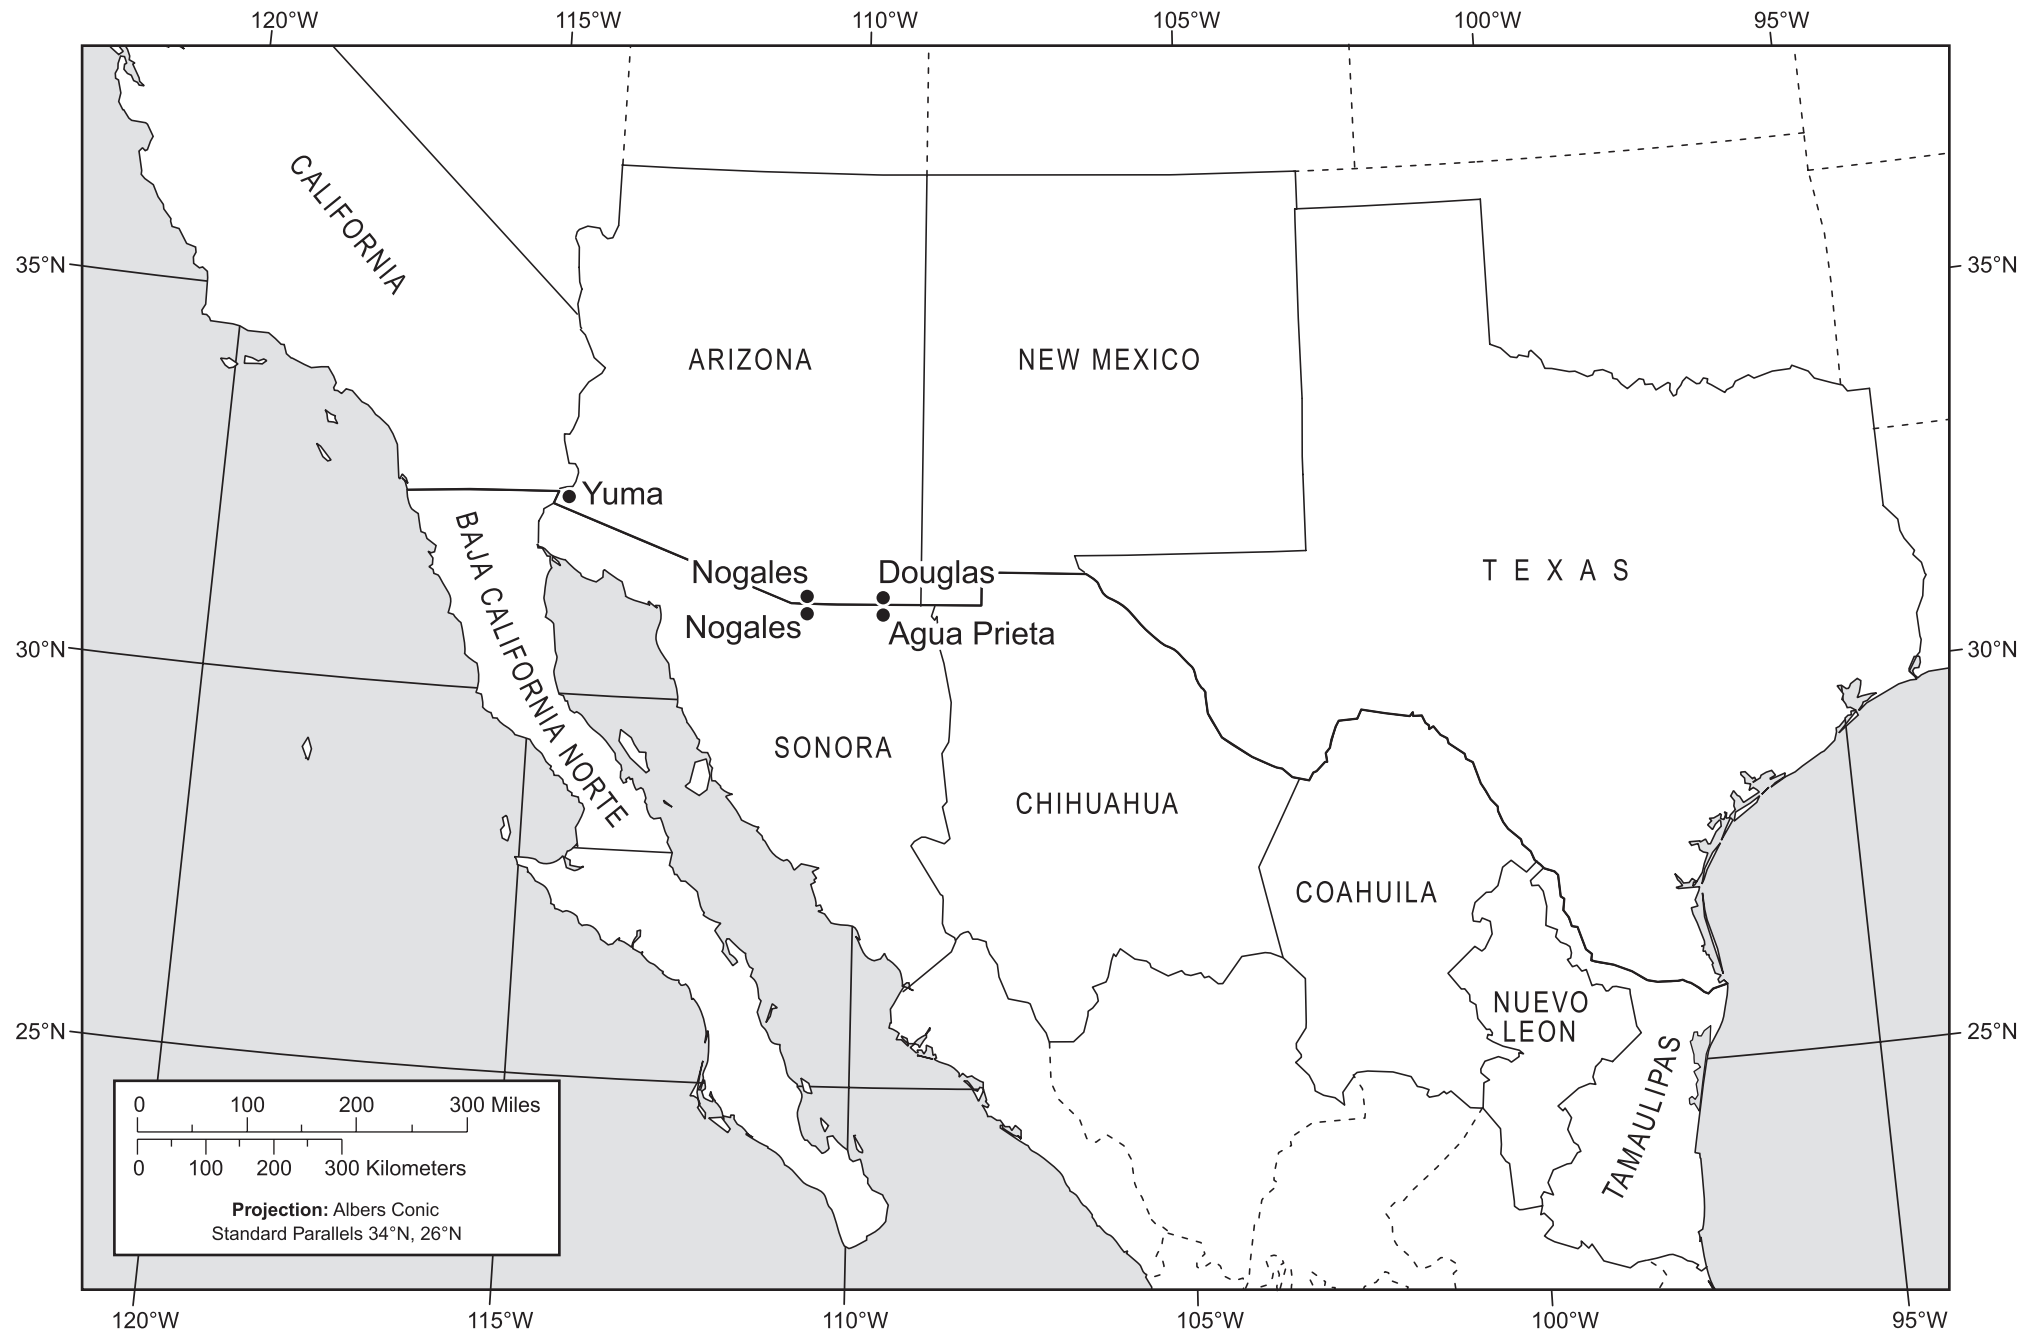 120°W 115°W 110°W 105°W 100°W 95°W
CALIFORNIA
35°N 35°N
ARIZONA NEW MEXICO
Yuma
BAJA CALIFORNIA NORTE
TEXAS
Nogales Douglas
Nogales Agua Prieta
30°N 30°N
SONORA
CHIHUAHUA
COAHUILA
NUEVO
LEON
25°N 25°N
TAMAULIPAS
0 100 200 300 Miles
0 100 200 300 Kilometers
Projection: Albers Conic
Standard Parallels 34°N, 26°N
120°W 115°W 110°W 105°W 100°W 95°W